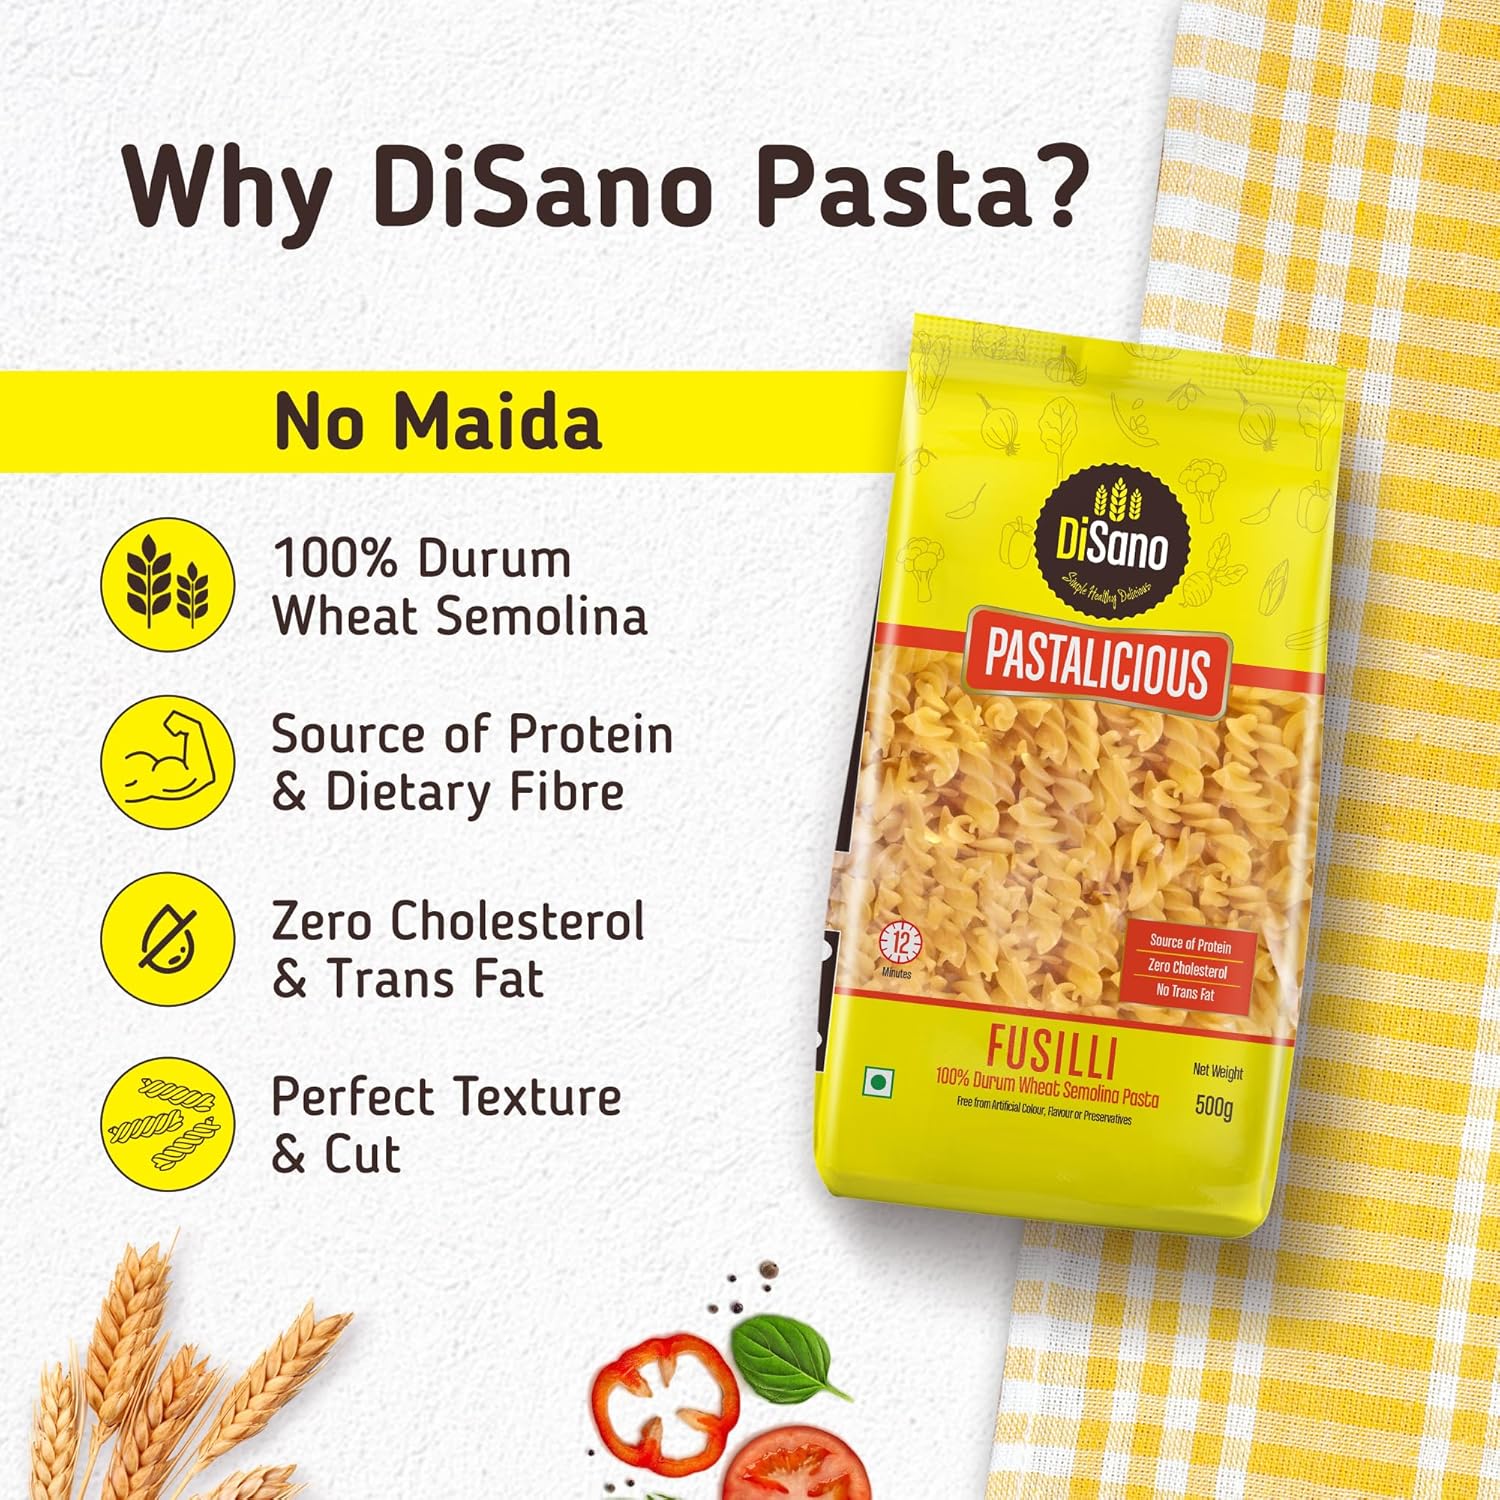 Why DiSano Pasta?
No Maida
100% Durum
Wheat Semolina
Source of Protein
& Dietary Fibre
Zero Cholesterol
& Trans Fat
Perfect Texture
& Cut
DiSano
Simple Healthy Delicious
PASTALICIOUS
12
Minutes
Source of Protein
Zero Cholesterol
No Trans Fat
FUSILLI
100% Durum Wheat Semolina Pasta
Free from Artificial Colour, Flavour or Preservatives
Net Weight
500g